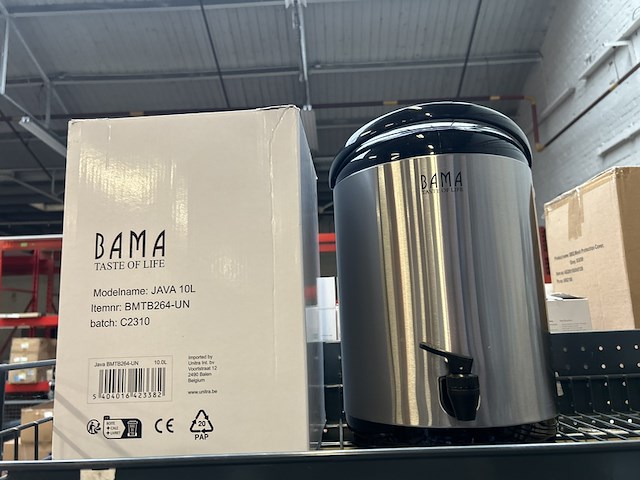 BAMA
TASTE OF LIFE
Modelname: JAVA 10L
Itemnr: BMTB264-UN
batch: C2310
Java BMTB264-UN 10.0L
5 404016 423382
Imported by
Unitra Int. bv
Voortstraat 12
2490 Balen
Belgium
www.unitra.be
CE
20
PAP
BAMA
TASTE OF LIFE